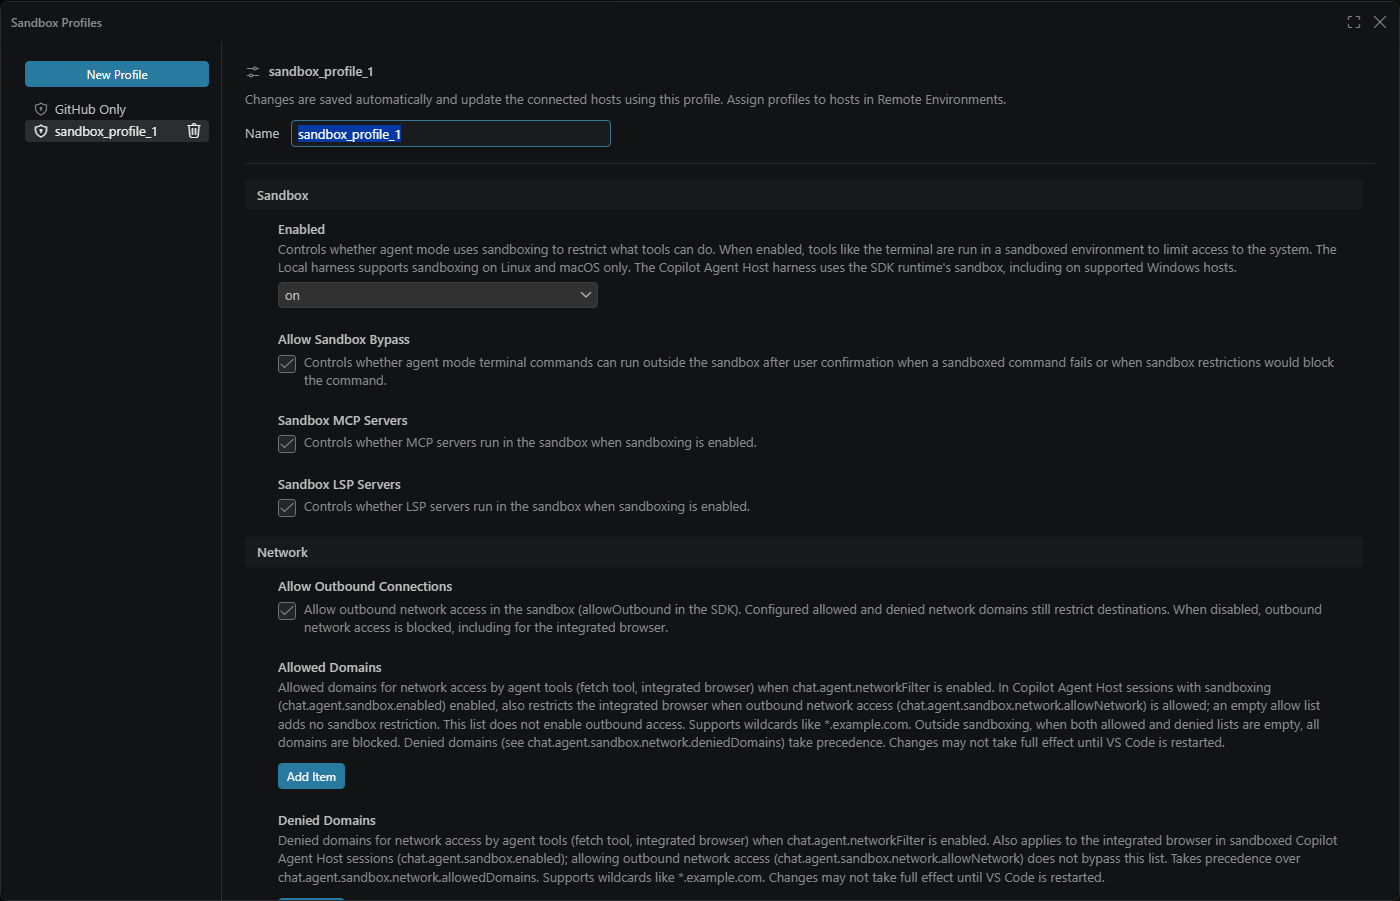 Sandbox Profiles
New Profile
GitHub Only
sandbox_profile_1
sandbox_profile_1
Changes are saved automatically and update the connected hosts using this profile. Assign profiles to hosts in Remote Environments.
Name
sandbox_profile_1
Sandbox
Enabled
Controls whether agent mode uses sandboxing to restrict what tools can do. When enabled, tools like the terminal are run in a sandboxed environment to limit access to the system. The
Local harness supports sandboxing on Linux and macOS only. The Copilot Agent Host harness uses the SDK runtime's sandbox, including on supported Windows hosts.
on
Allow Sandbox Bypass
Controls whether agent mode terminal commands can run outside the sandbox after user confirmation when a sandboxed command fails or when sandbox restrictions would block
the command.
Sandbox MCP Servers
Controls whether MCP servers run in the sandbox when sandboxing is enabled.
Sandbox LSP Servers
Controls whether LSP servers run in the sandbox when sandboxing is enabled.
Network
Allow Outbound Connections
Allow outbound network access in the sandbox (allowOutbound in the SDK). Configured allowed and denied network domains still restrict destinations. When disabled, outbound
network access is blocked, including for the integrated browser.
Allowed Domains
Allowed domains for network access by agent tools (fetch tool, integrated browser) when chat.agent.networkFilter is enabled. In Copilot Agent Host sessions with sandboxing
(chat.agent.sandbox.enabled) enabled, also restricts the integrated browser when outbound network access (chat.agent.sandbox.network.allowNetwork) is allowed; an empty allow list
adds no sandbox restriction. This list does not enable outbound access. Supports wildcards like *.example.com. Outside sandboxing, when both allowed and denied lists are empty, all
domains are blocked. Denied domains (see chat.agent.sandbox.network.deniedDomains) take precedence. Changes may not take full effect until VS Code is restarted.
Add Item
Denied Domains
Denied domains for network access by agent tools (fetch tool, integrated browser) when chat.agent.networkFilter is enabled. Also applies to the integrated browser in sandboxed Copilot
Agent Host sessions (chat.agent.sandbox.enabled); allowing outbound network access (chat.agent.sandbox.network.allowNetwork) does not bypass this list. Takes precedence over
chat.agent.sandbox.network.allowedDomains. Supports wildcards like *.example.com. Changes may not take full effect until VS Code is restarted.